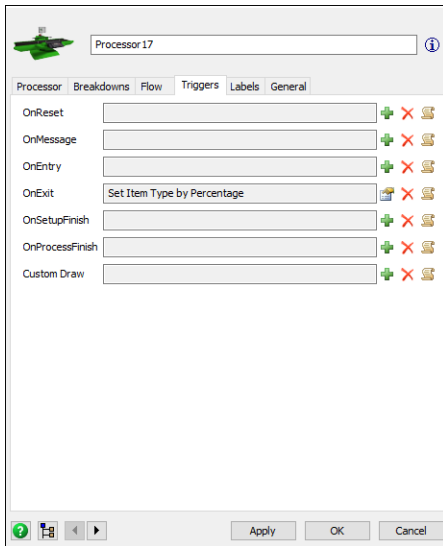 Processor17
Processor Breakdowns Flow Triggers Labels General
OnReset
OnMessage
OnEntry
OnExit Set Item Type by Percentage
OnSetupFinish
OnProcessFinish
Custom Draw
Apply OK Cancel